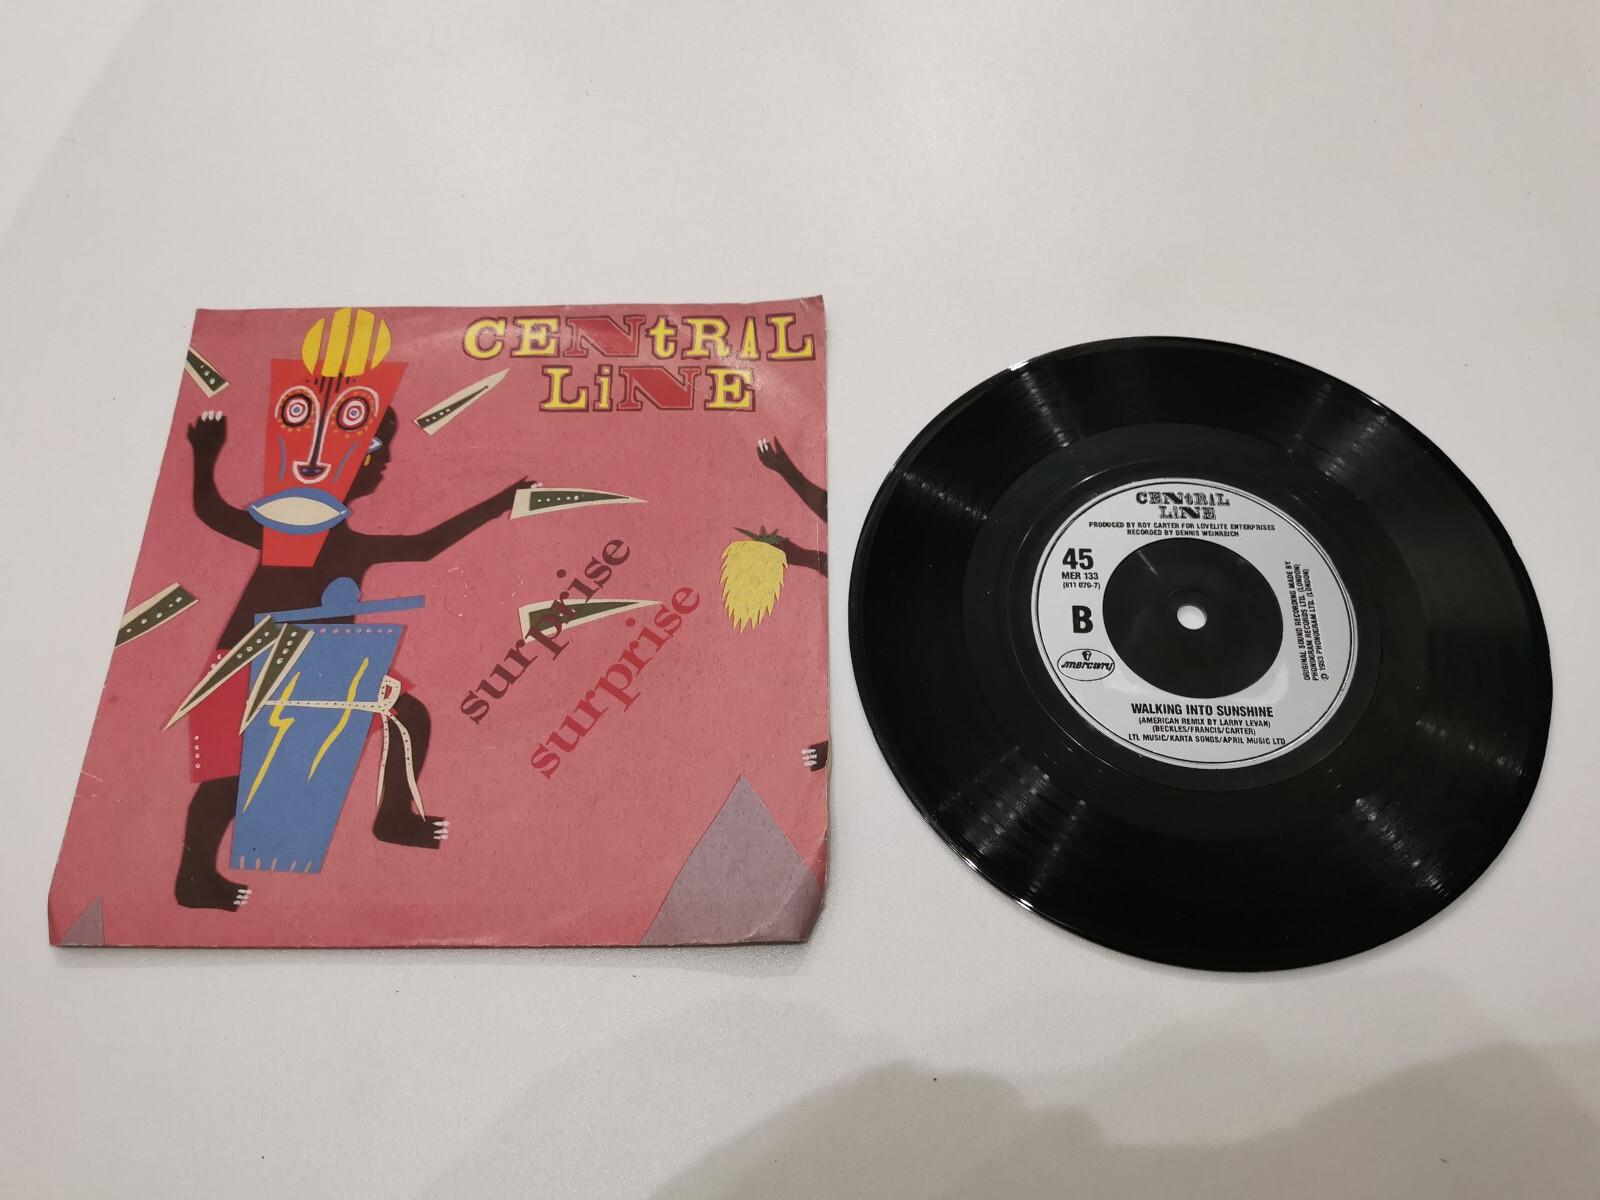 CENtRAL
LiNE
surprise
surprise
CENtRAL
LiNE
PRODUCED BY ROY CARTER FOR LOVELITE ENTERPRISES
RECORDED BY DENNIS WEINREICH
45
MER 133
(811 070-7)
B
mercury
ORIGINAL SOUND RECORDING MADE BY
PHONOGRAM RECORDS LTD. (LONDON)
℗ 1983 PHONOGRAM LTD. (LONDON)
WALKING INTO SUNSHINE
(AMERICAN REMIX BY LARRY LEVAN)
(BECKLES/FRANCIS/CARTER)
LTL MUSIC/KARTA SONGS/APRIL MUSIC LTD